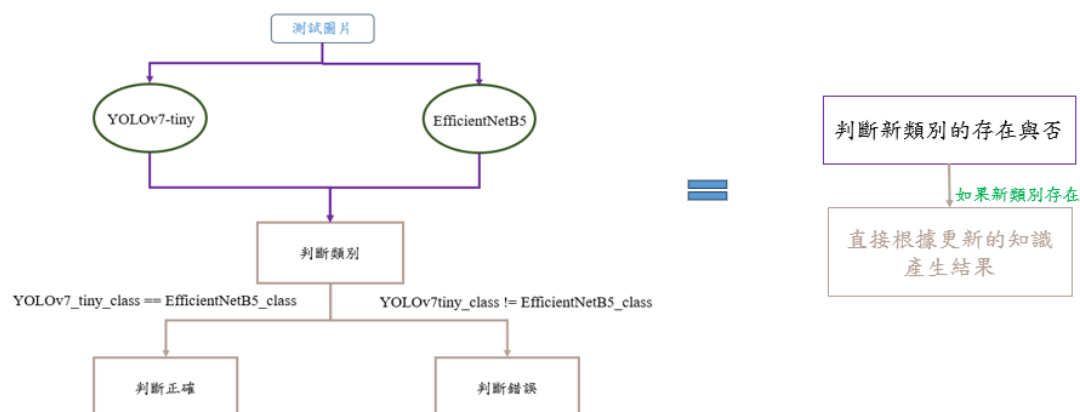 測試圖片
YOLOv7-tiny
EfficientNetB5
判斷類別
YOLOv7_tiny_class == EfficientNetB5_class
YOLOv7tiny_class != EfficientNetB5_class
判斷正確
判斷錯誤
判斷新類別的存在與否
如果新類別存在
直接根據更新的知識
產生結果